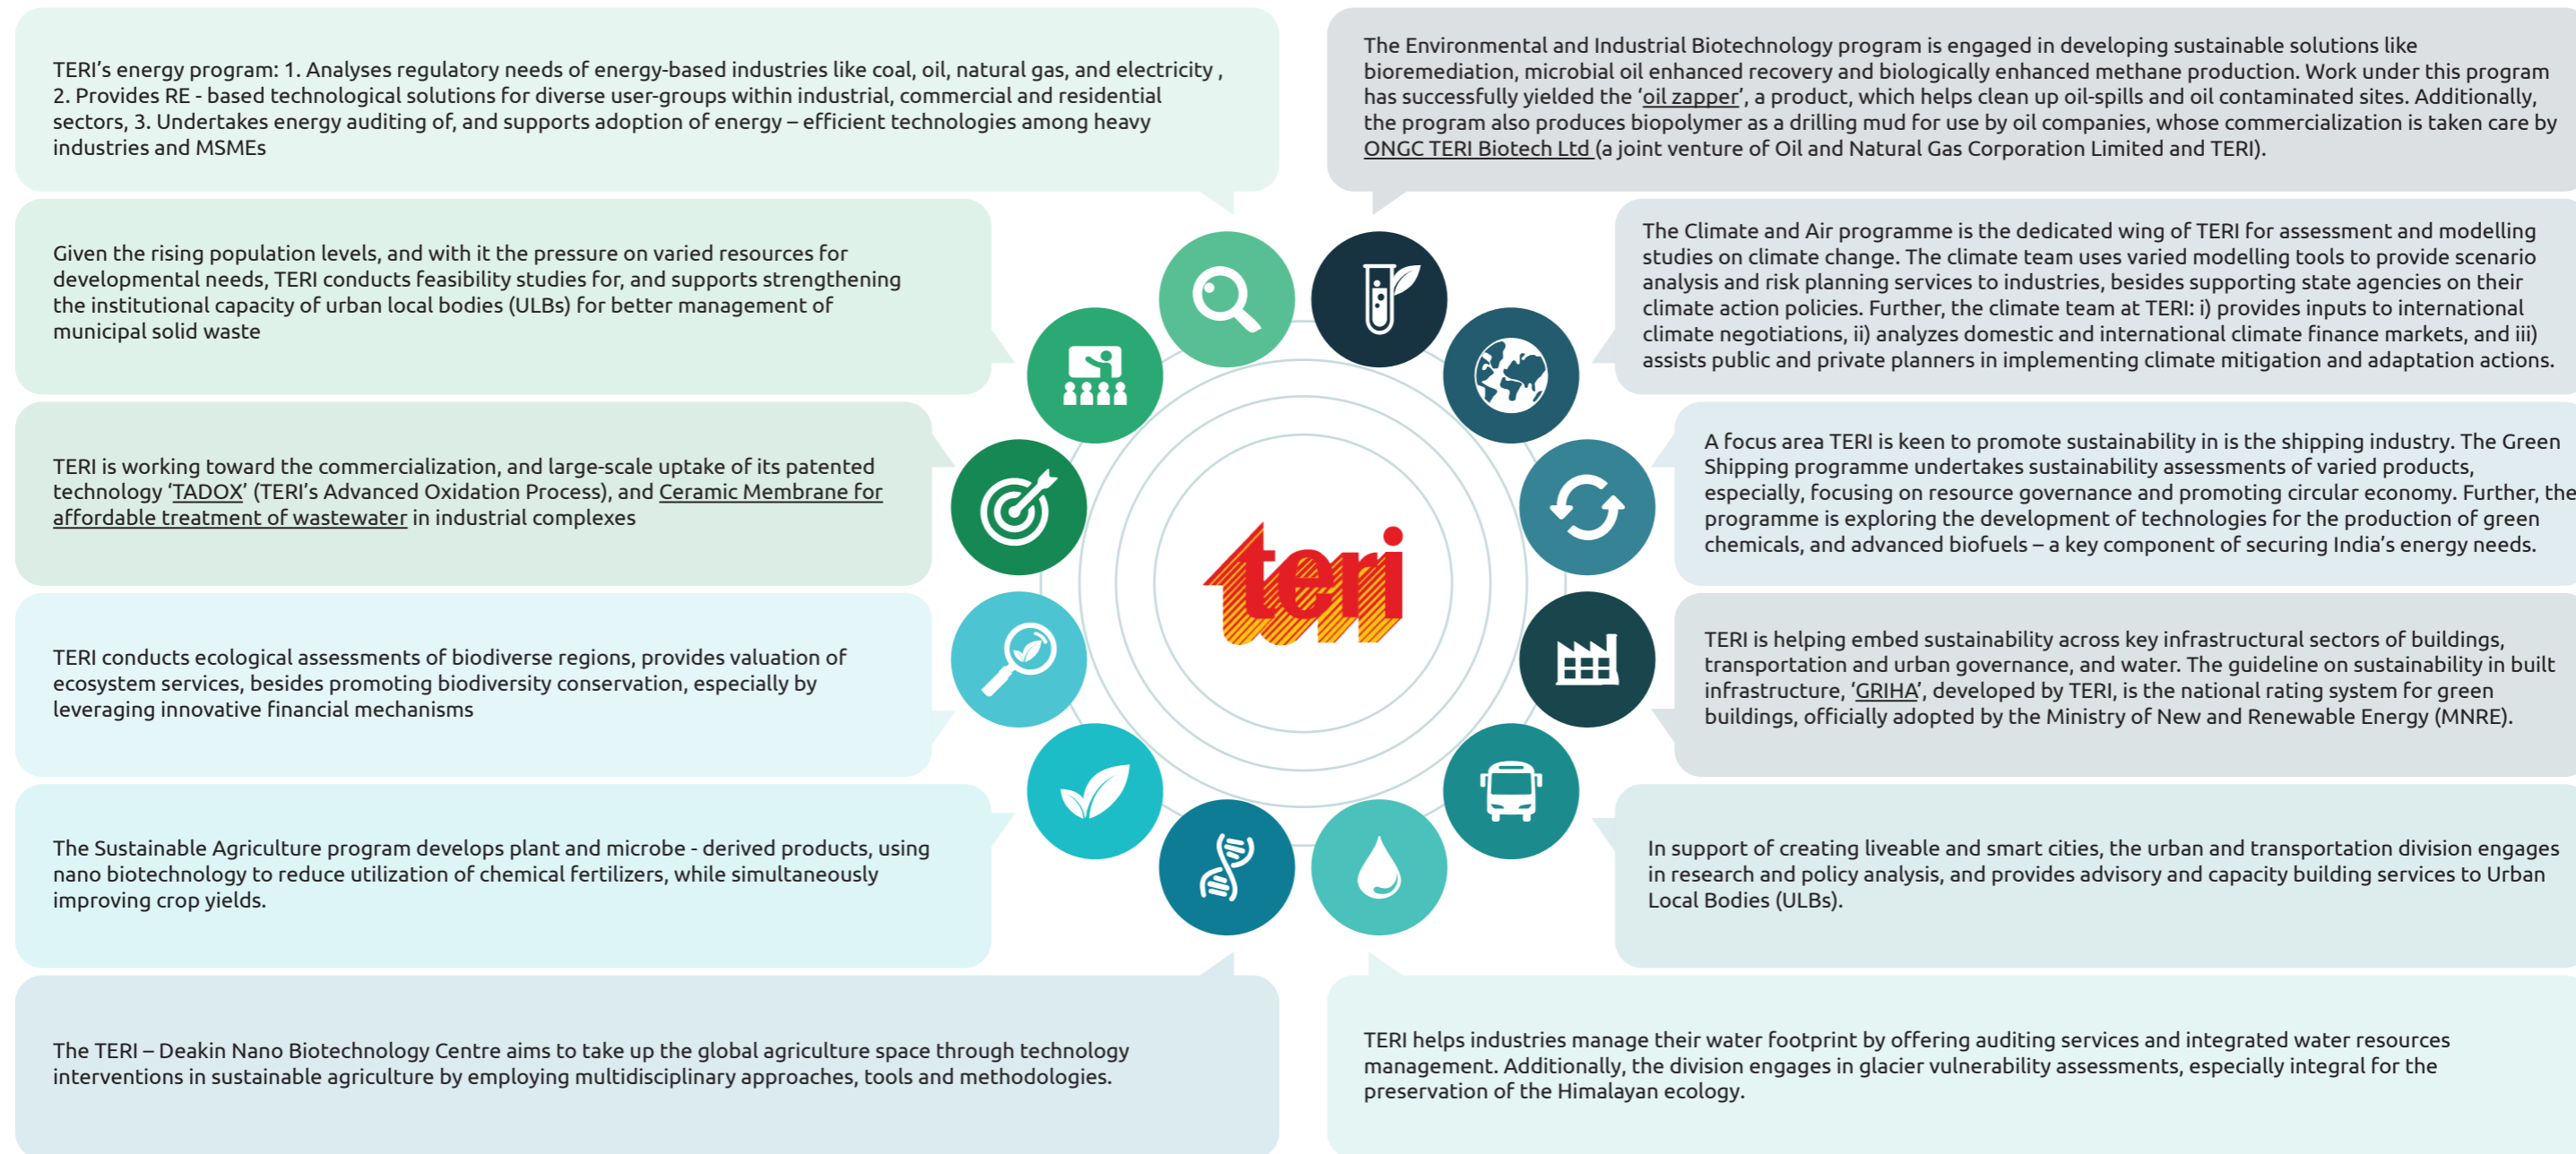 TERI’s energy program: 1. Analyses regulatory needs of energy-based industries like coal, oil, natural gas, and electricity ,
2. Provides RE - based technological solutions for diverse user-groups within industrial, commercial and residential
sectors, 3. Undertakes energy auditing of, and supports adoption of energy – efficient technologies among heavy
industries and MSMEs
Given the rising population levels, and with it the pressure on varied resources for
developmental needs, TERI conducts feasibility studies for, and supports strengthening
the institutional capacity of urban local bodies (ULBs) for better management of
municipal solid waste
TERI is working toward the commercialization, and large-scale uptake of its patented
technology ‘TADOX’ (TERI’s Advanced Oxidation Process), and Ceramic Membrane for
affordable treatment of wastewater in industrial complexes
TERI conducts ecological assessments of biodiverse regions, provides valuation of
ecosystem services, besides promoting biodiversity conservation, especially by
leveraging innovative financial mechanisms
The Sustainable Agriculture program develops plant and microbe - derived products, using
nano biotechnology to reduce utilization of chemical fertilizers, while simultaneously
improving crop yields.
The TERI – Deakin Nano Biotechnology Centre aims to take up the global agriculture space through technology
interventions in sustainable agriculture by employing multidisciplinary approaches, tools and methodologies.
teri
The Environmental and Industrial Biotechnology program is engaged in developing sustainable solutions like
bioremediation, microbial oil enhanced recovery and biologically enhanced methane production. Work under this program
has successfully yielded the ‘oil zapper’, a product, which helps clean up oil-spills and oil contaminated sites. Additionally,
the program also produces biopolymer as a drilling mud for use by oil companies, whose commercialization is taken care by
ONGC TERI Biotech Ltd (a joint venture of Oil and Natural Gas Corporation Limited and TERI).
The Climate and Air programme is the dedicated wing of TERI for assessment and modelling
studies on climate change. The climate team uses varied modelling tools to provide scenario
analysis and risk planning services to industries, besides supporting state agencies on their
climate action policies. Further, the climate team at TERI: i) provides inputs to international
climate negotiations, ii) analyzes domestic and international climate finance markets, and iii)
assists public and private planners in implementing climate mitigation and adaptation actions.
A focus area TERI is keen to promote sustainability in is the shipping industry. The Green
Shipping programme undertakes sustainability assessments of varied products,
especially, focusing on resource governance and promoting circular economy. Further, the
programme is exploring the development of technologies for the production of green
chemicals, and advanced biofuels – a key component of securing India’s energy needs.
TERI is helping embed sustainability across key infrastructural sectors of buildings,
transportation and urban governance, and water. The guideline on sustainability in built
infrastructure, ‘GRIHA’, developed by TERI, is the national rating system for green
buildings, officially adopted by the Ministry of New and Renewable Energy (MNRE).
In support of creating liveable and smart cities, the urban and transportation division engages
in research and policy analysis, and provides advisory and capacity building services to Urban
Local Bodies (ULBs).
TERI helps industries manage their water footprint by offering auditing services and integrated water resources
management. Additionally, the division engages in glacier vulnerability assessments, especially integral for the
preservation of the Himalayan ecology.